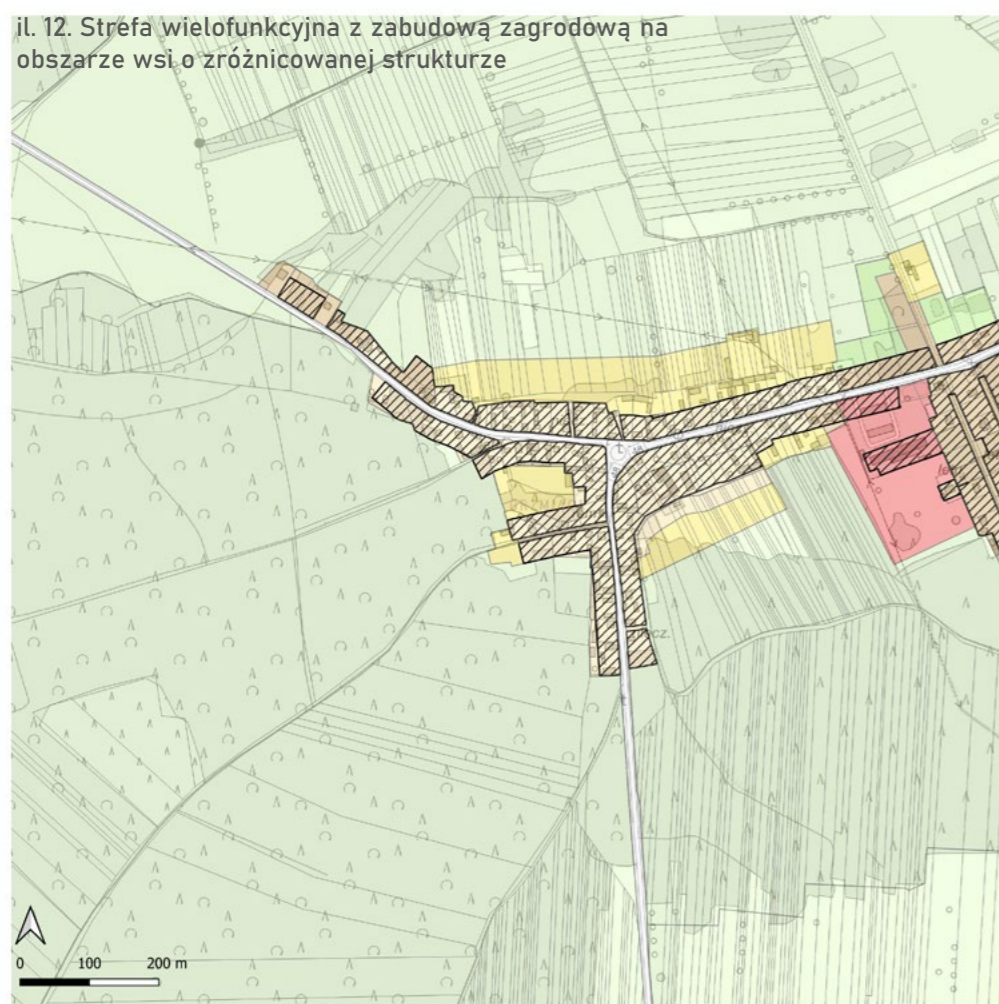 il. 12. Strefa wielofunkcyjna z zabudową zagrodową na
obszarze wsi o zróżnicowanej strukturze
0 100 200 m